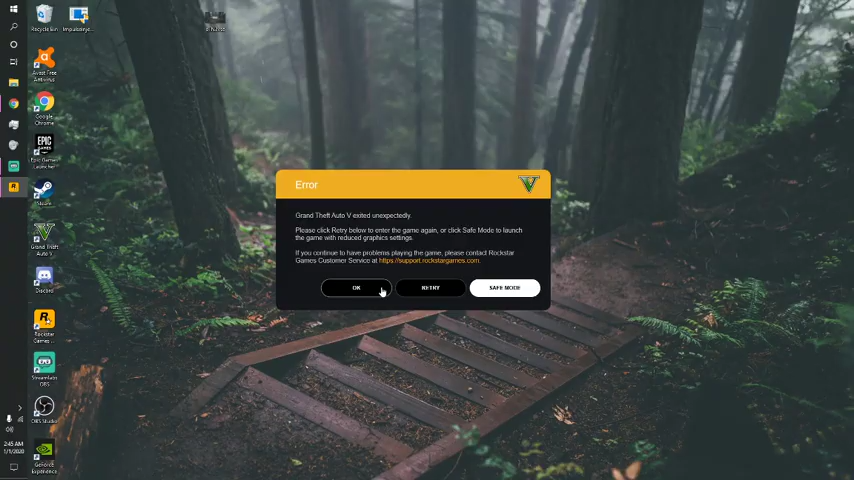 Recycle Bin
Avast Free
Antivirus
Google
Chrome
EPIC
GAMES
Epic Games
Launcher
Steam
Grand Theft
Auto V
Discord
Rockstar
Games ...
Streamlabs
OBS
OBS Studio
2:45 AM
1/1/2020
GeForce
Experience
Error
Grand Theft Auto V exited unexpectedly.
Please click Retry below to enter the game again, or click Safe Mode to launch
the game with reduced graphics settings.
If you continue to have problems playing the game, please contact Rockstar
Games Customer Service at https://support.rockstargames.com.
OK
RETRY
SAFE MODE